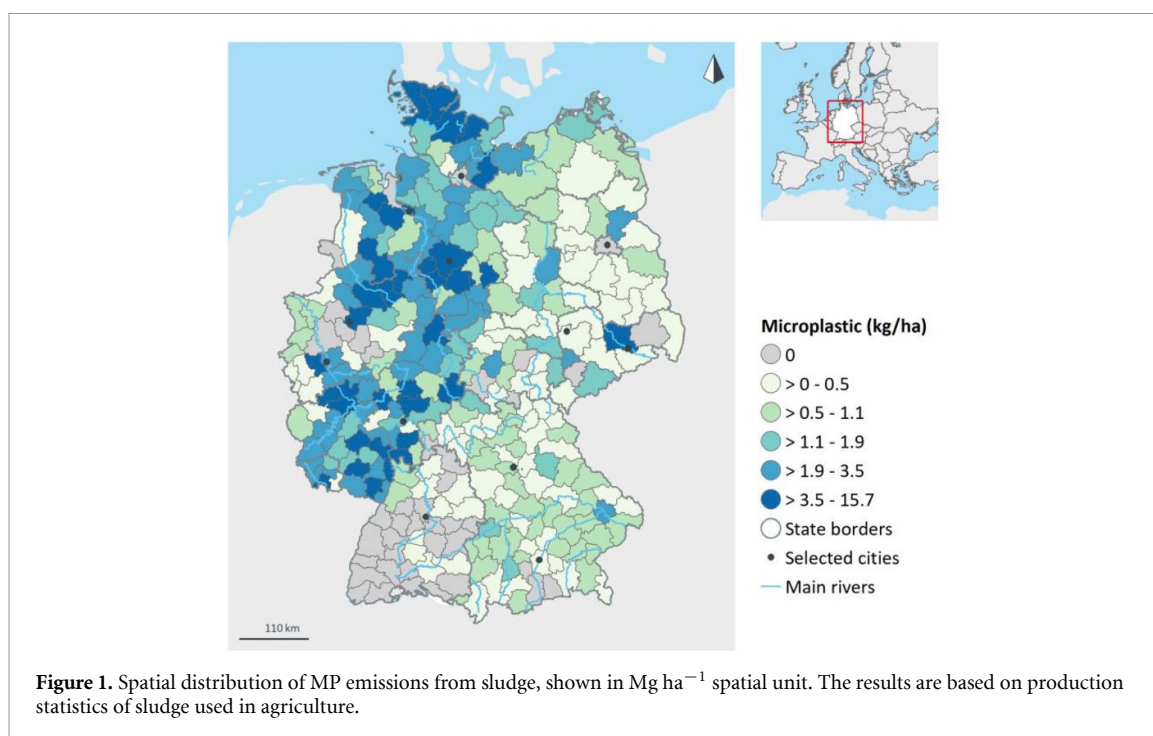 110 km
Microplastic (kg/ha)
0
> 0 - 0.5
> 0.5 - 1.1
> 1.1 - 1.9
> 1.9 - 3.5
> 3.5 - 15.7
State borders
Selected cities
Main rivers
Figure 1. Spatial distribution of MP emissions from sludge, shown in Mg ha−1 spatial unit. The results are based on production
statistics of sludge used in agriculture.